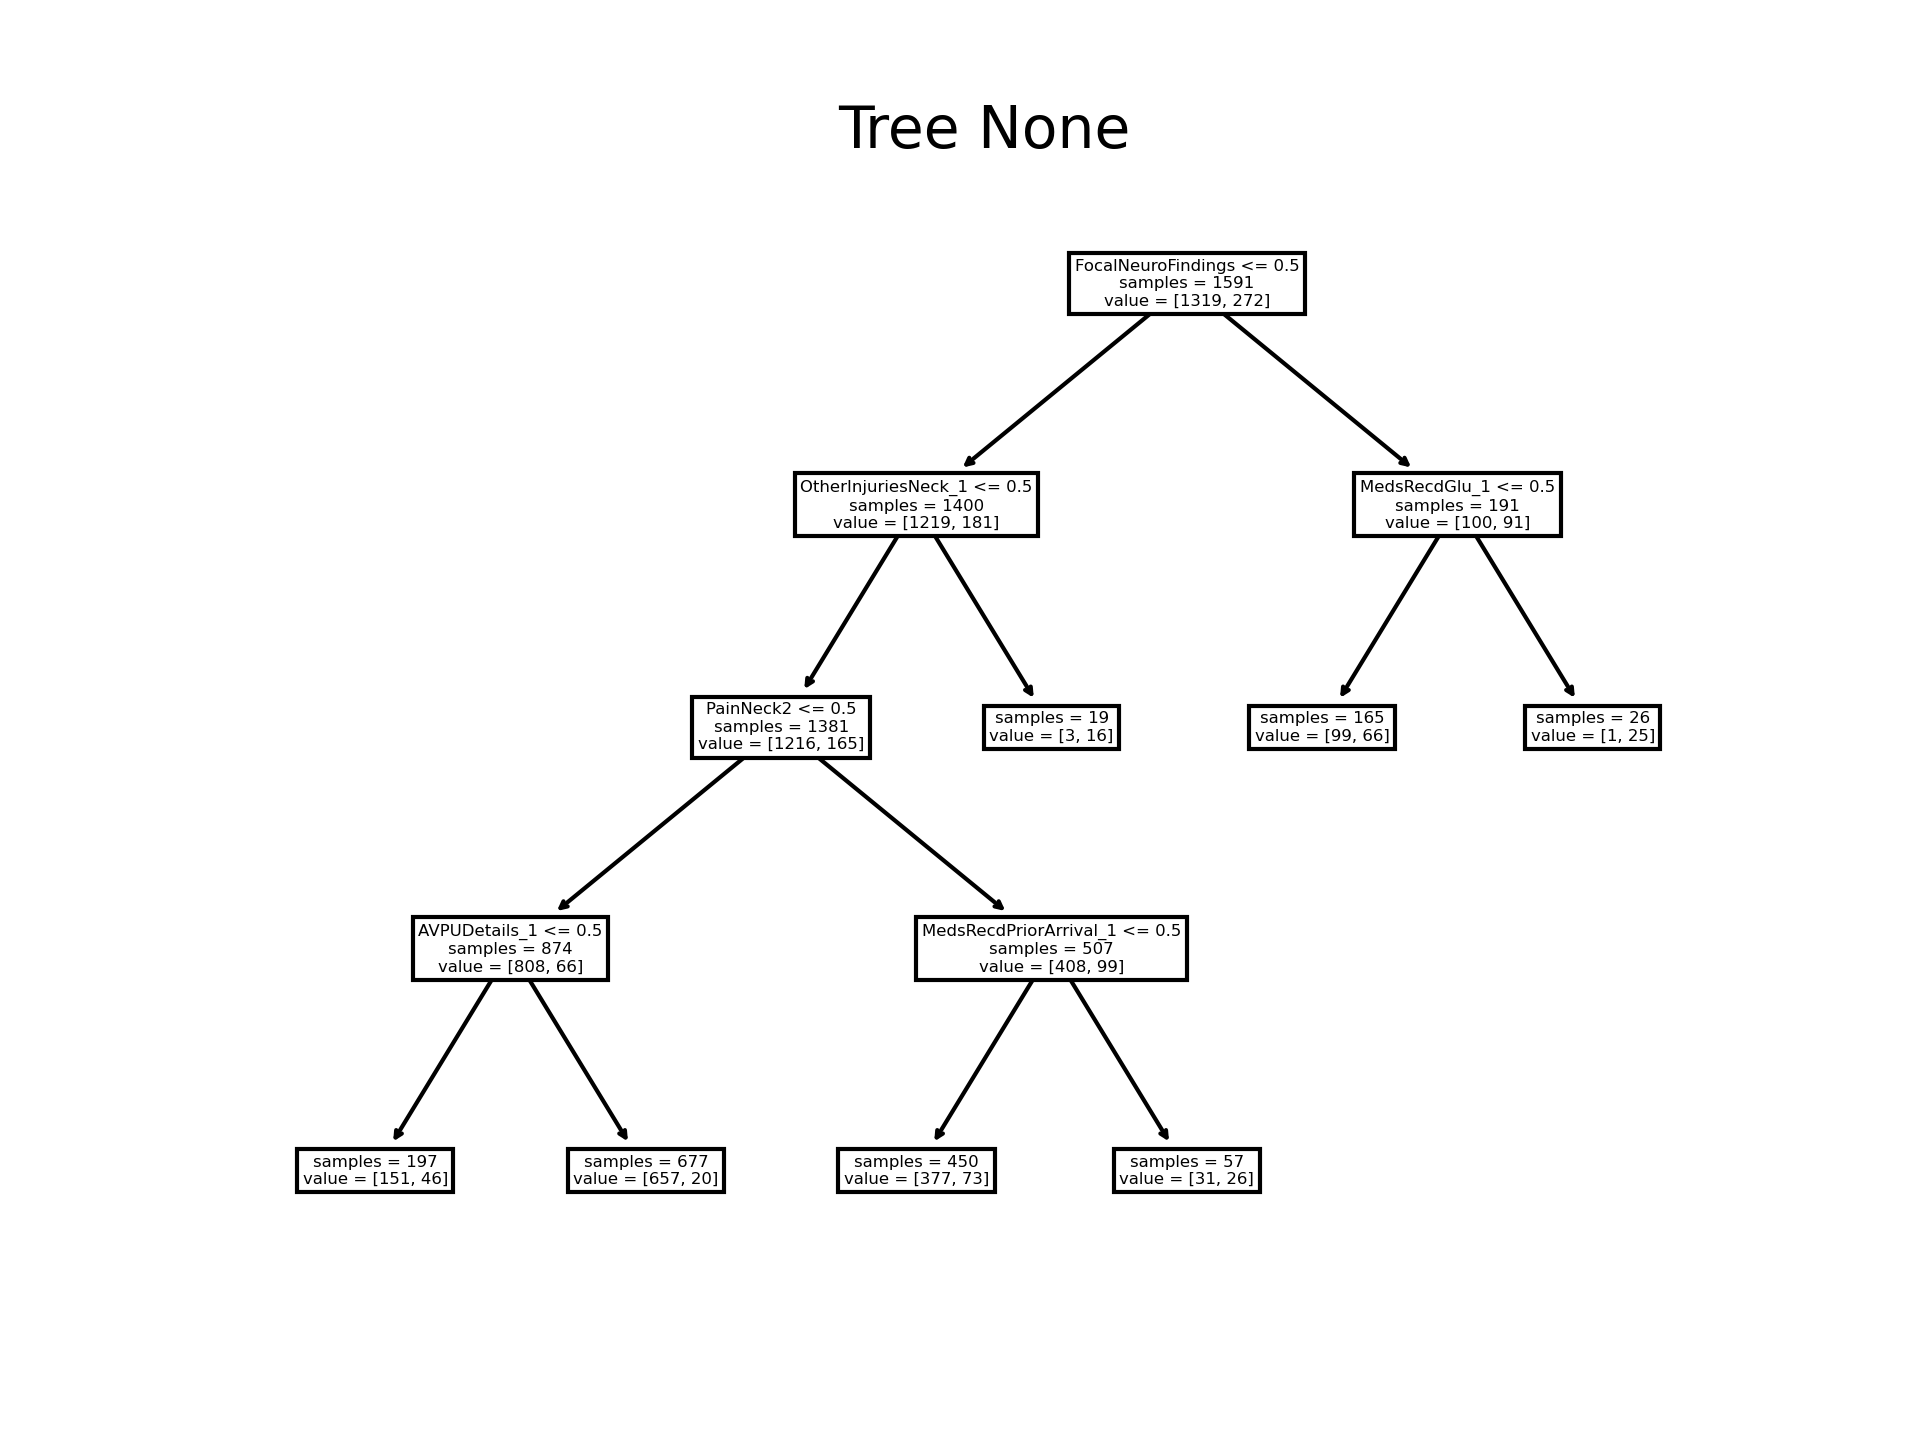 Tree None
FocalNeuroFindings <= 0.5
samples = 1591
value = [1319, 272]
OtherInjuriesNeck_1 <= 0.5
samples = 1400
value = [1219, 181]
MedsRecdGlu_1 <= 0.5
samples = 191
value = [100, 91]
PainNeck2 <= 0.5
samples = 1381
value = [1216, 165]
samples = 19
value = [3, 16]
samples = 165
value = [99, 66]
samples = 26
value = [1, 25]
AVPUDetails_1 <= 0.5
samples = 874
value = [808, 66]
MedsRecdPriorArrival_1 <= 0.5
samples = 507
value = [408, 99]
samples = 197
value = [151, 46]
samples = 677
value = [657, 20]
samples = 450
value = [377, 73]
samples = 57
value = [31, 26]